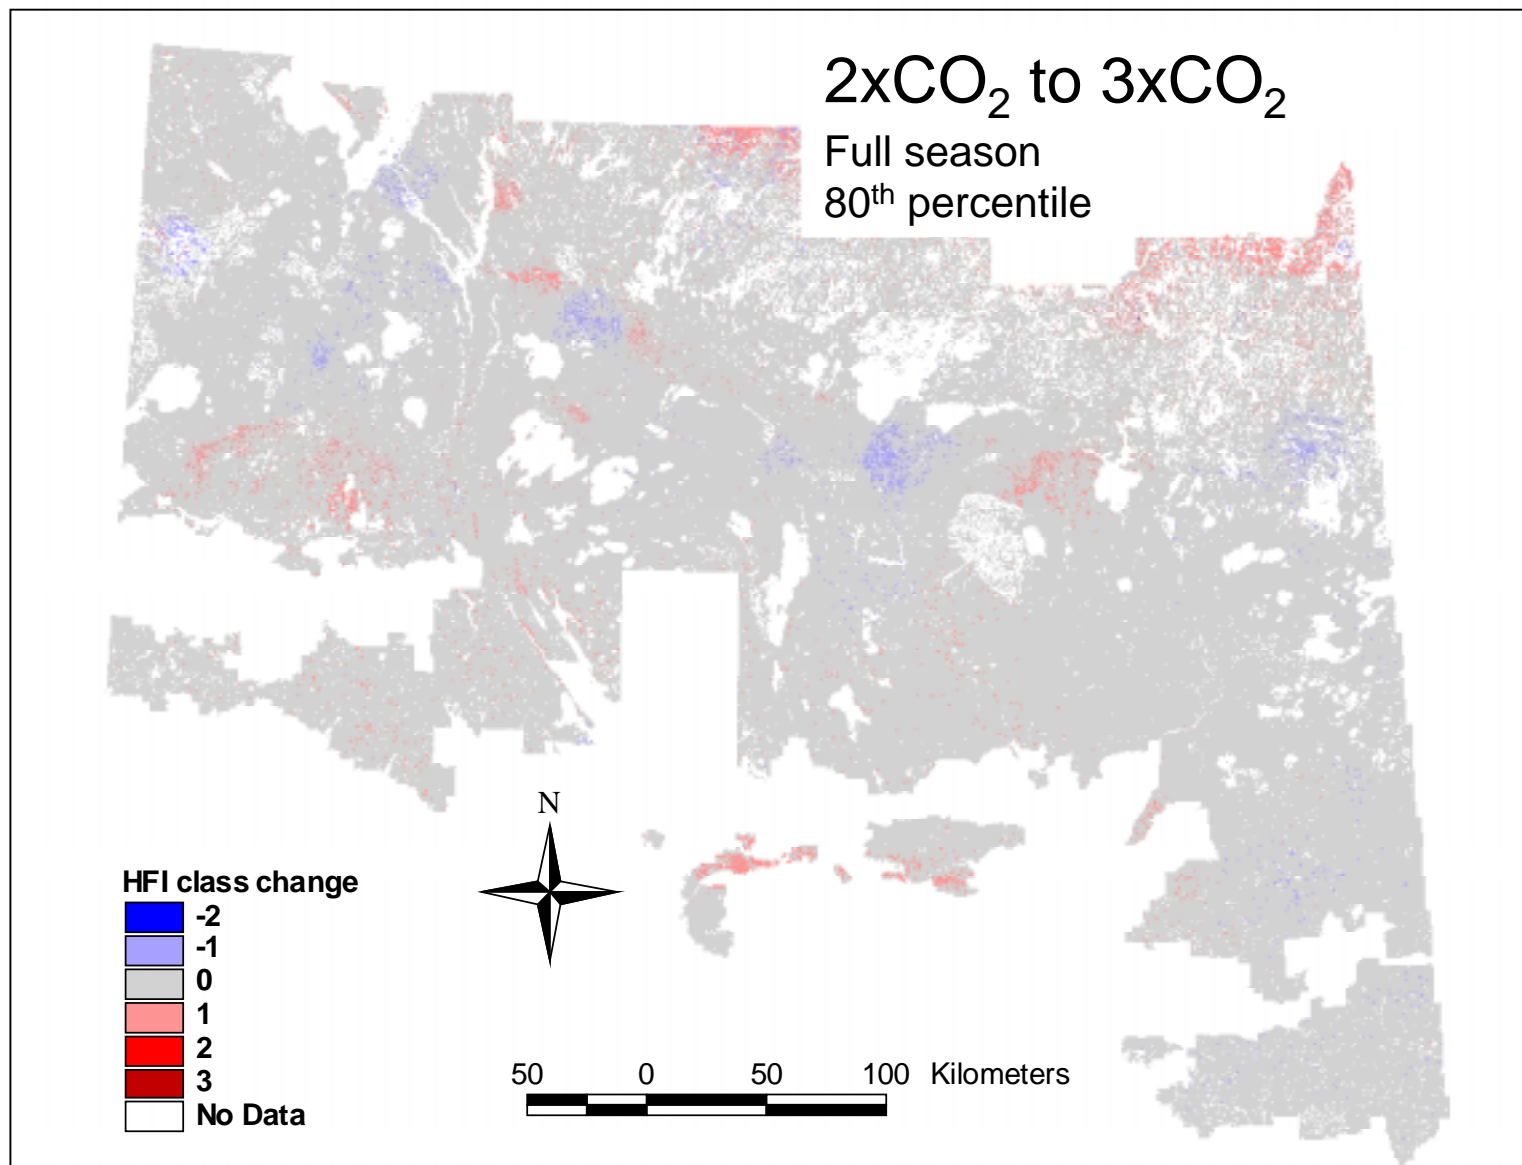 2xCO₂ to 3xCO₂
Full season
80th percentile
N
HFI class change
-2
-1
0
1
2
3
No Data
50 0 50 100 Kilometers